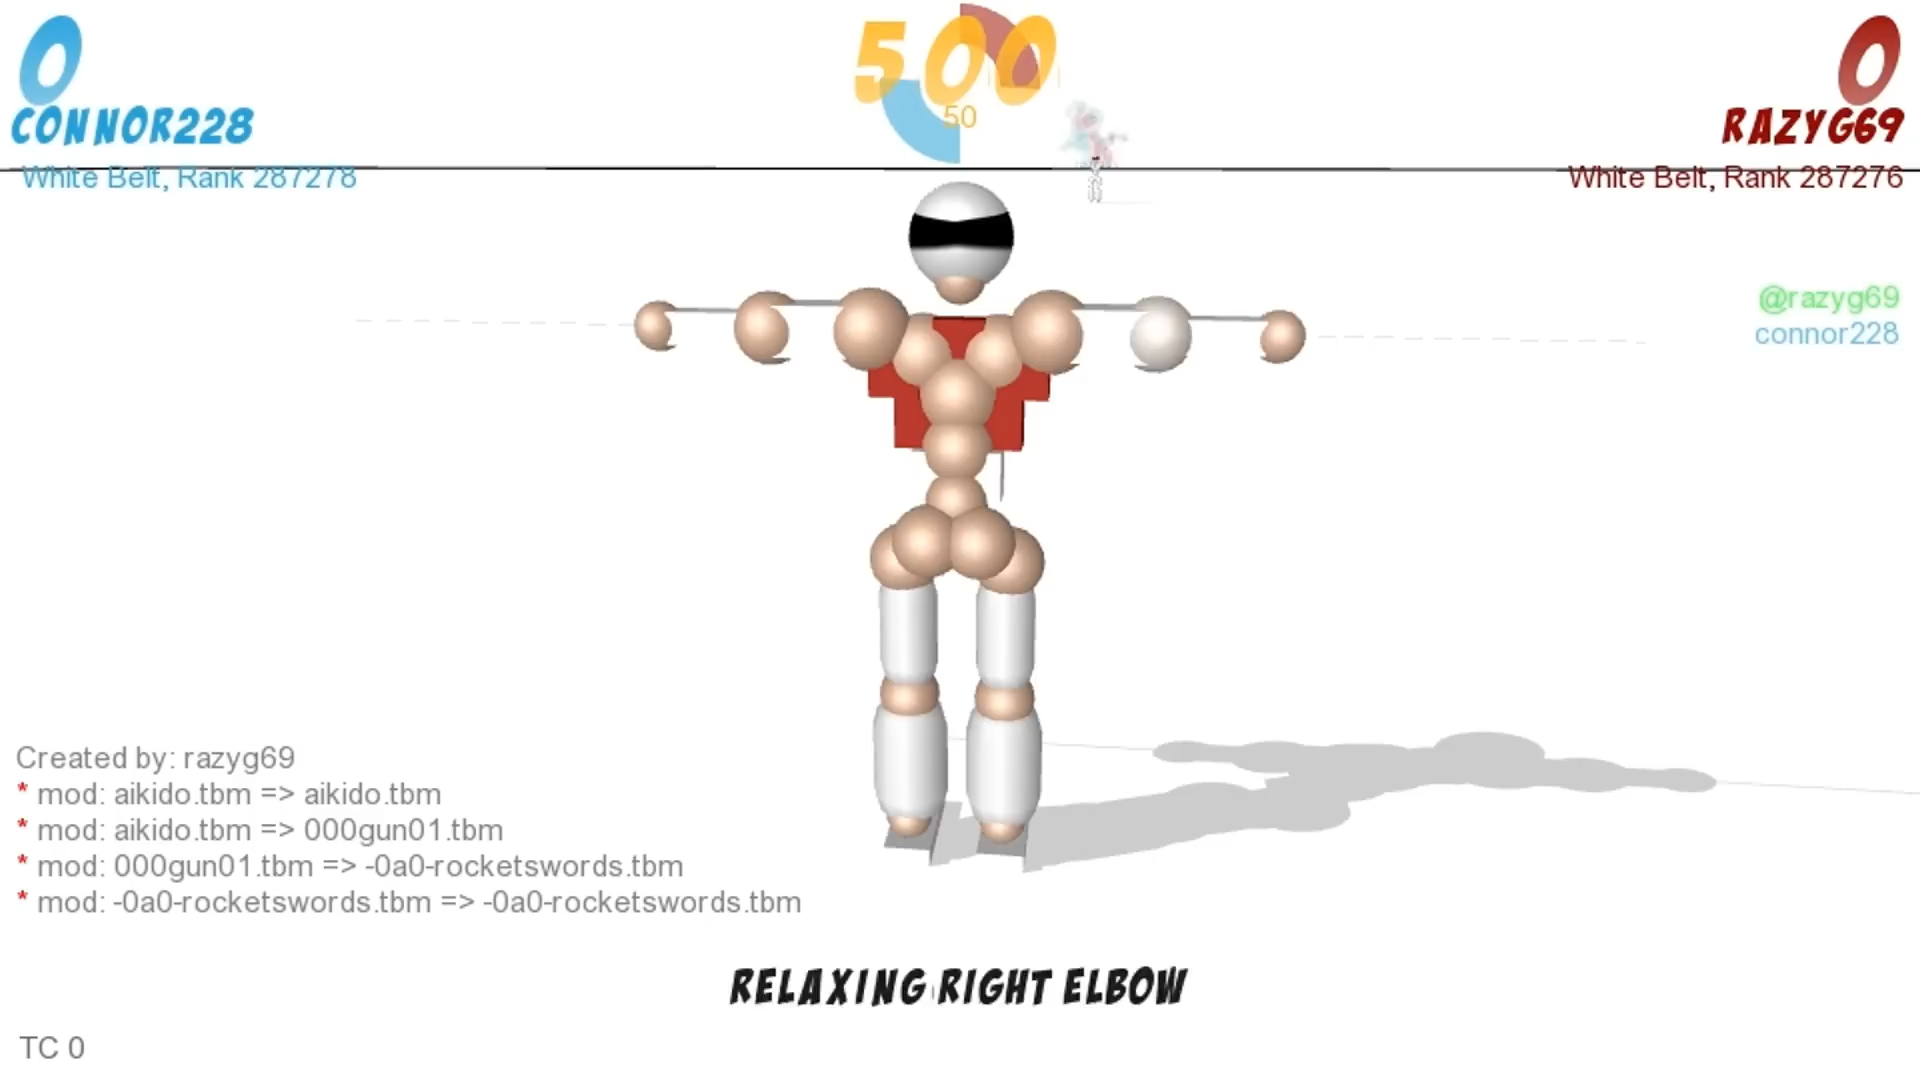 0
500
0
CONNOR228
50
RAZYG69
White Belt, Rank 287278
White Belt, Rank 287276
@razyg69
connor228
Created by: razyg69
* mod: aikido.tbm => aikido.tbm
* mod: aikido.tbm => 000gun01.tbm
* mod: 000gun01.tbm => -0a0-rocketswords.tbm
* mod: -0a0-rocketswords.tbm => -0a0-rocketswords.tbm
RELAXING RIGHT ELBOW
TC 0